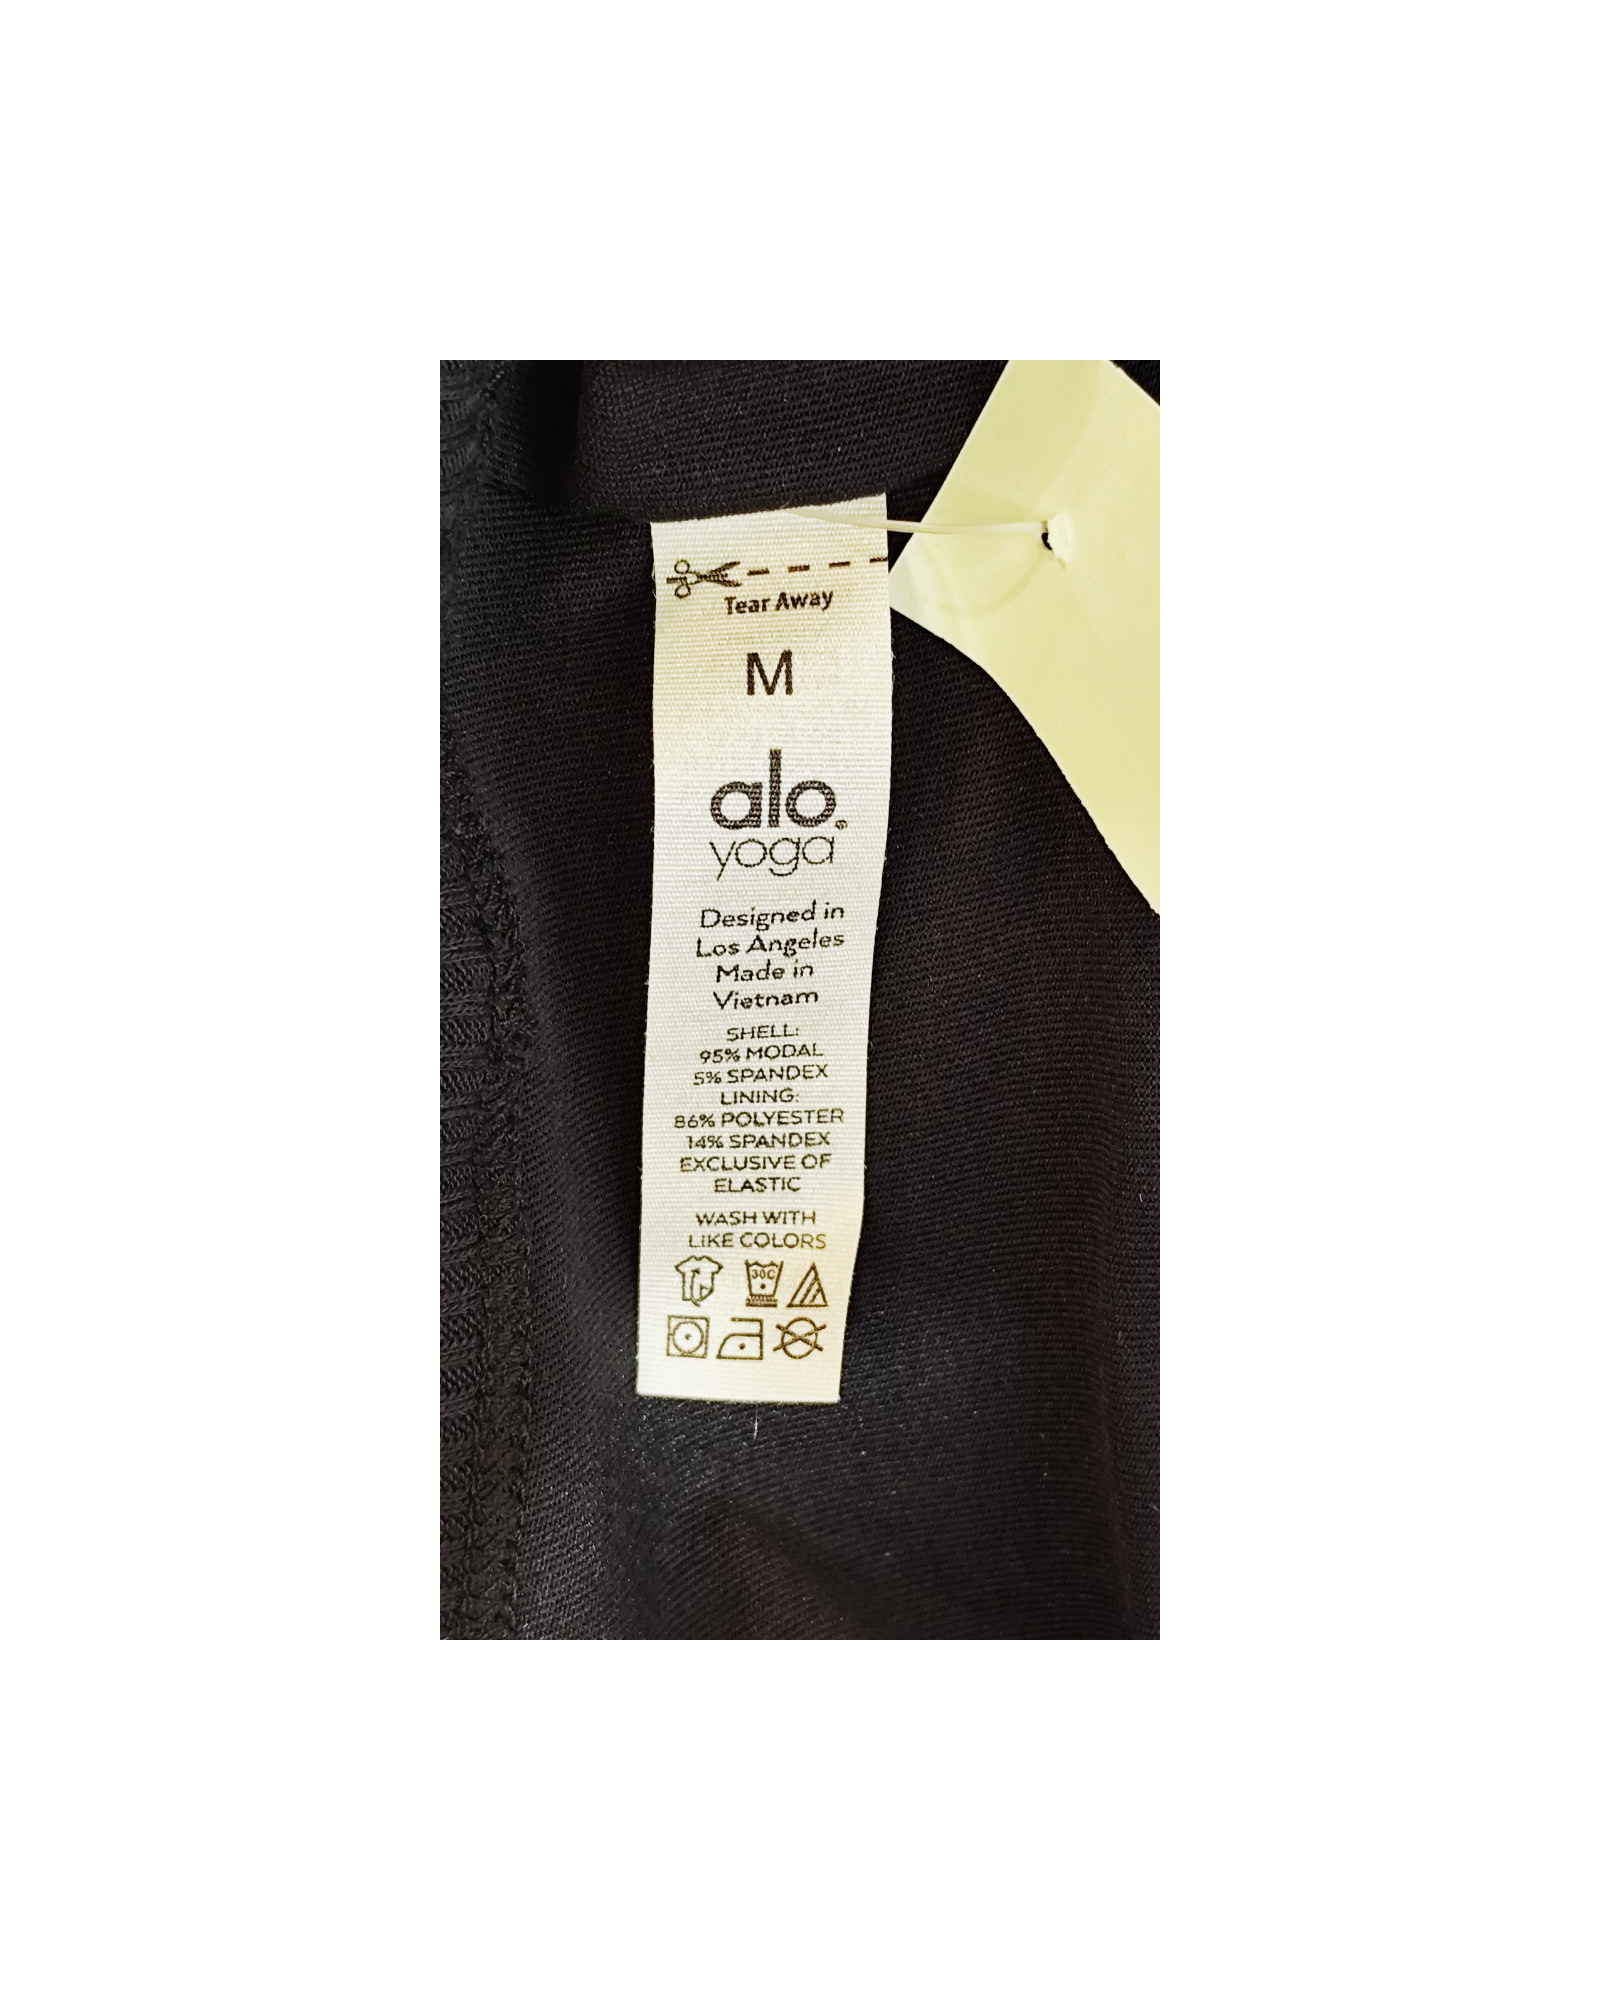 Tear Away
M
alo®
yoga
Designed in
Los Angeles
Made in
Vietnam
SHELL:
95% MODAL
5% SPANDEX
LINING:
86% POLYESTER
14% SPANDEX
EXCLUSIVE OF
ELASTIC
WASH WITH
LIKE COLORS
30C